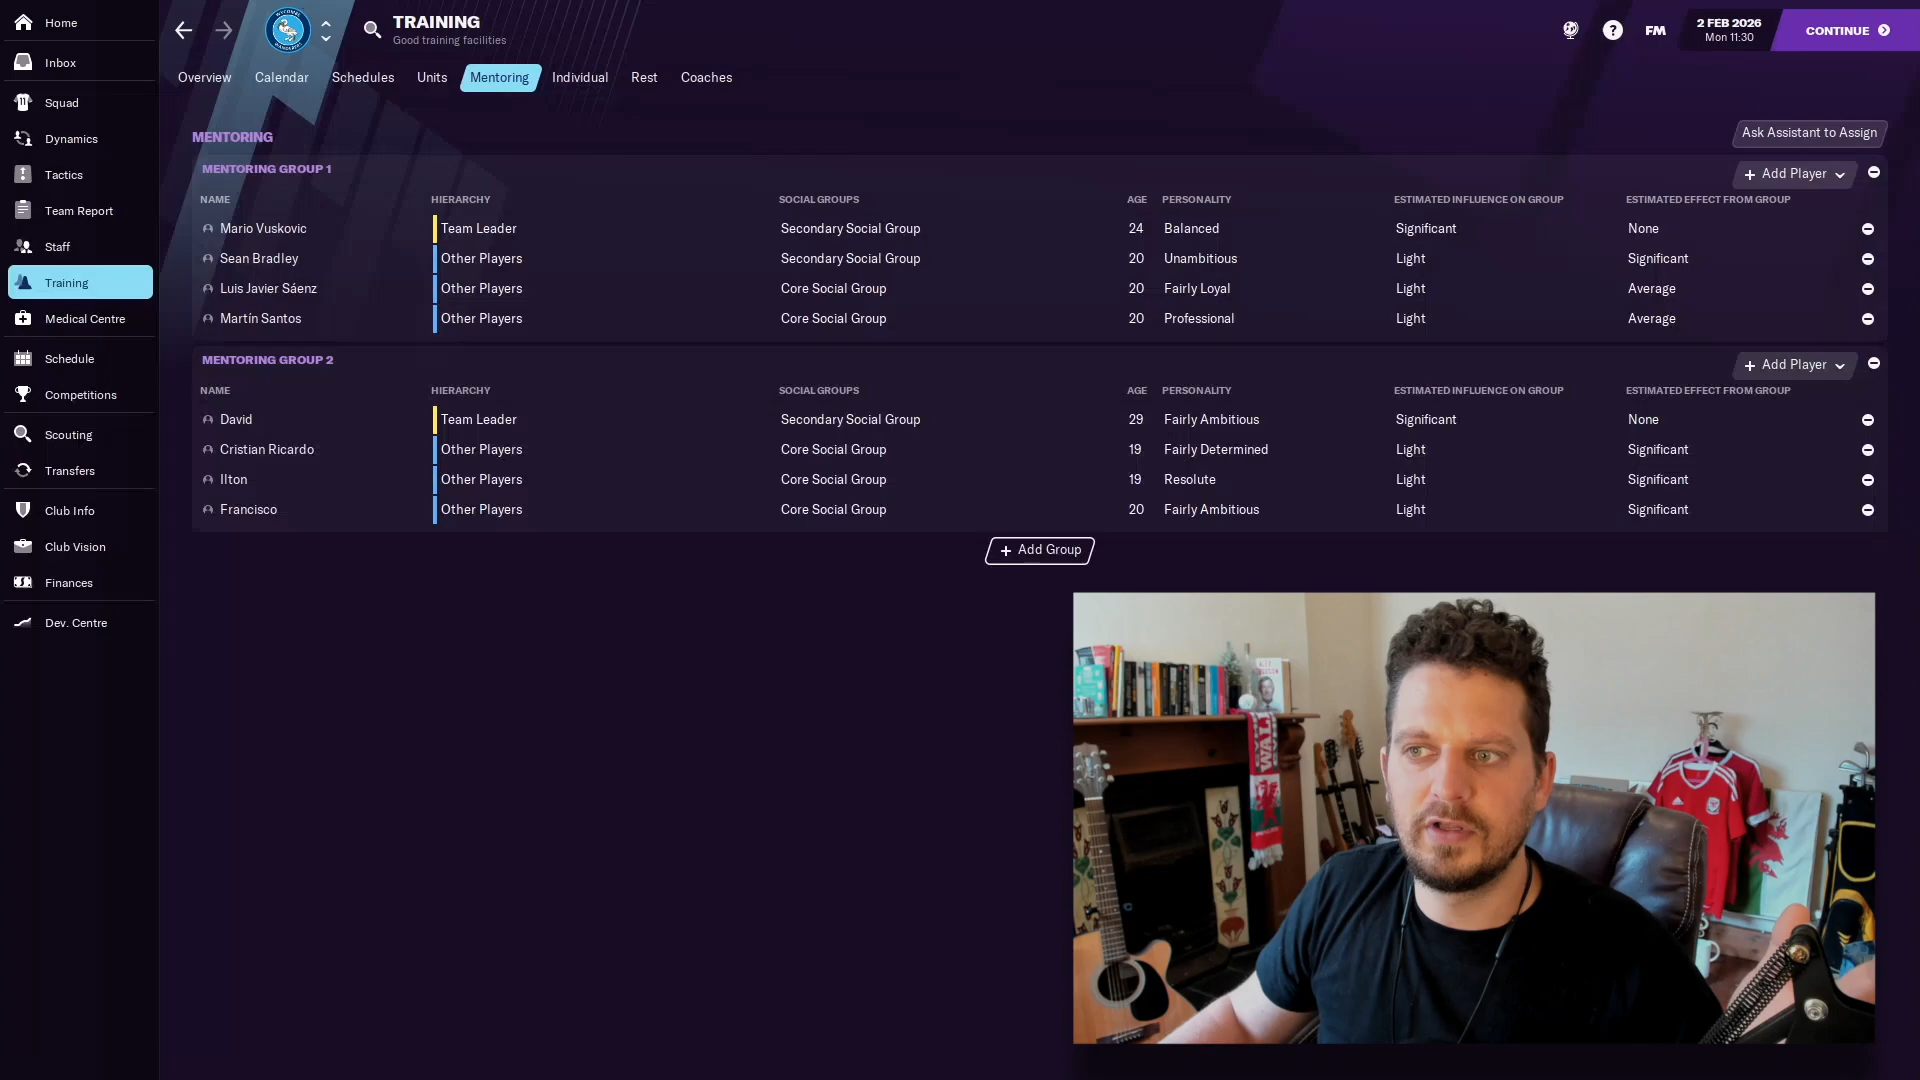 Home
Inbox
Squad
Dynamics
Tactics
Team Report
Staff
Training
Medical Centre
Schedule
Competitions
Scouting
Transfers
Club Info
Club Vision
Finances
Dev. Centre
TRAINING
Good training facilities
FM
2 FEB 2026
Mon 11:30
CONTINUE
Overview Calendar Schedules Units Mentoring Individual Rest Coaches
MENTORING
Ask Assistant to Assign
MENTORING GROUP 1
Add Player
NAME HIERARCHY SOCIAL GROUPS AGE PERSONALITY ESTIMATED INFLUENCE ON GROUP ESTIMATED EFFECT FROM GROUP
Mario Vuskovic Team Leader Secondary Social Group 24 Balanced Significant None
Sean Bradley Other Players Secondary Social Group 20 Unambitious Light Significant
Luis Javier Sáenz Other Players Core Social Group 20 Fairly Loyal Light Average
Martín Santos Other Players Core Social Group 20 Professional Light Average
MENTORING GROUP 2
Add Player
NAME HIERARCHY SOCIAL GROUPS AGE PERSONALITY ESTIMATED INFLUENCE ON GROUP ESTIMATED EFFECT FROM GROUP
David Team Leader Secondary Social Group 29 Fairly Ambitious Significant None
Cristian Ricardo Other Players Core Social Group 19 Fairly Determined Light Significant
Ilton Other Players Core Social Group 19 Resolute Light Significant
Francisco Other Players Core Social Group 20 Fairly Ambitious Light Significant
Add Group